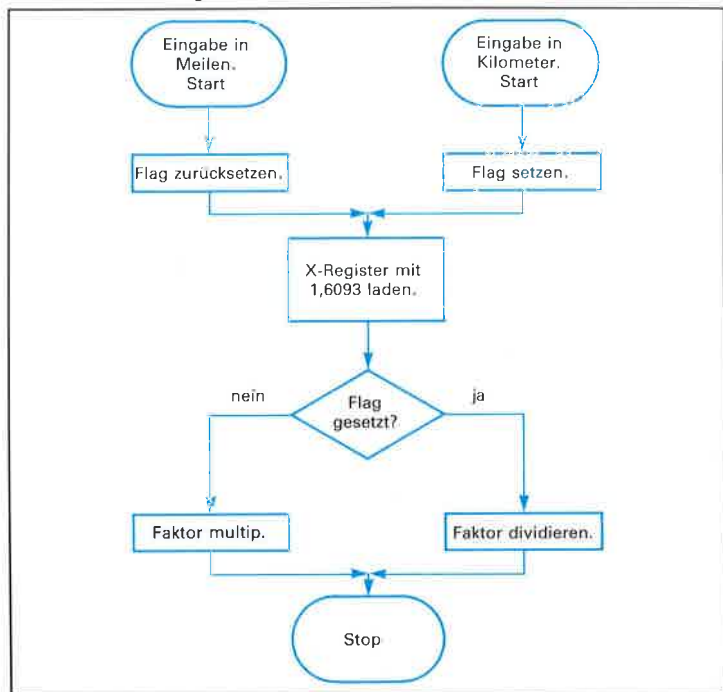 Eingabe in
Meilen.
Start
Eingabe in
Kilometer.
Start
Flag zurücksetzen.
Flag setzen.
X-Register mit
1,6093 laden.
nein
Flag
gesetzt?
ja
Faktor multip.
Faktor dividieren.
Stop